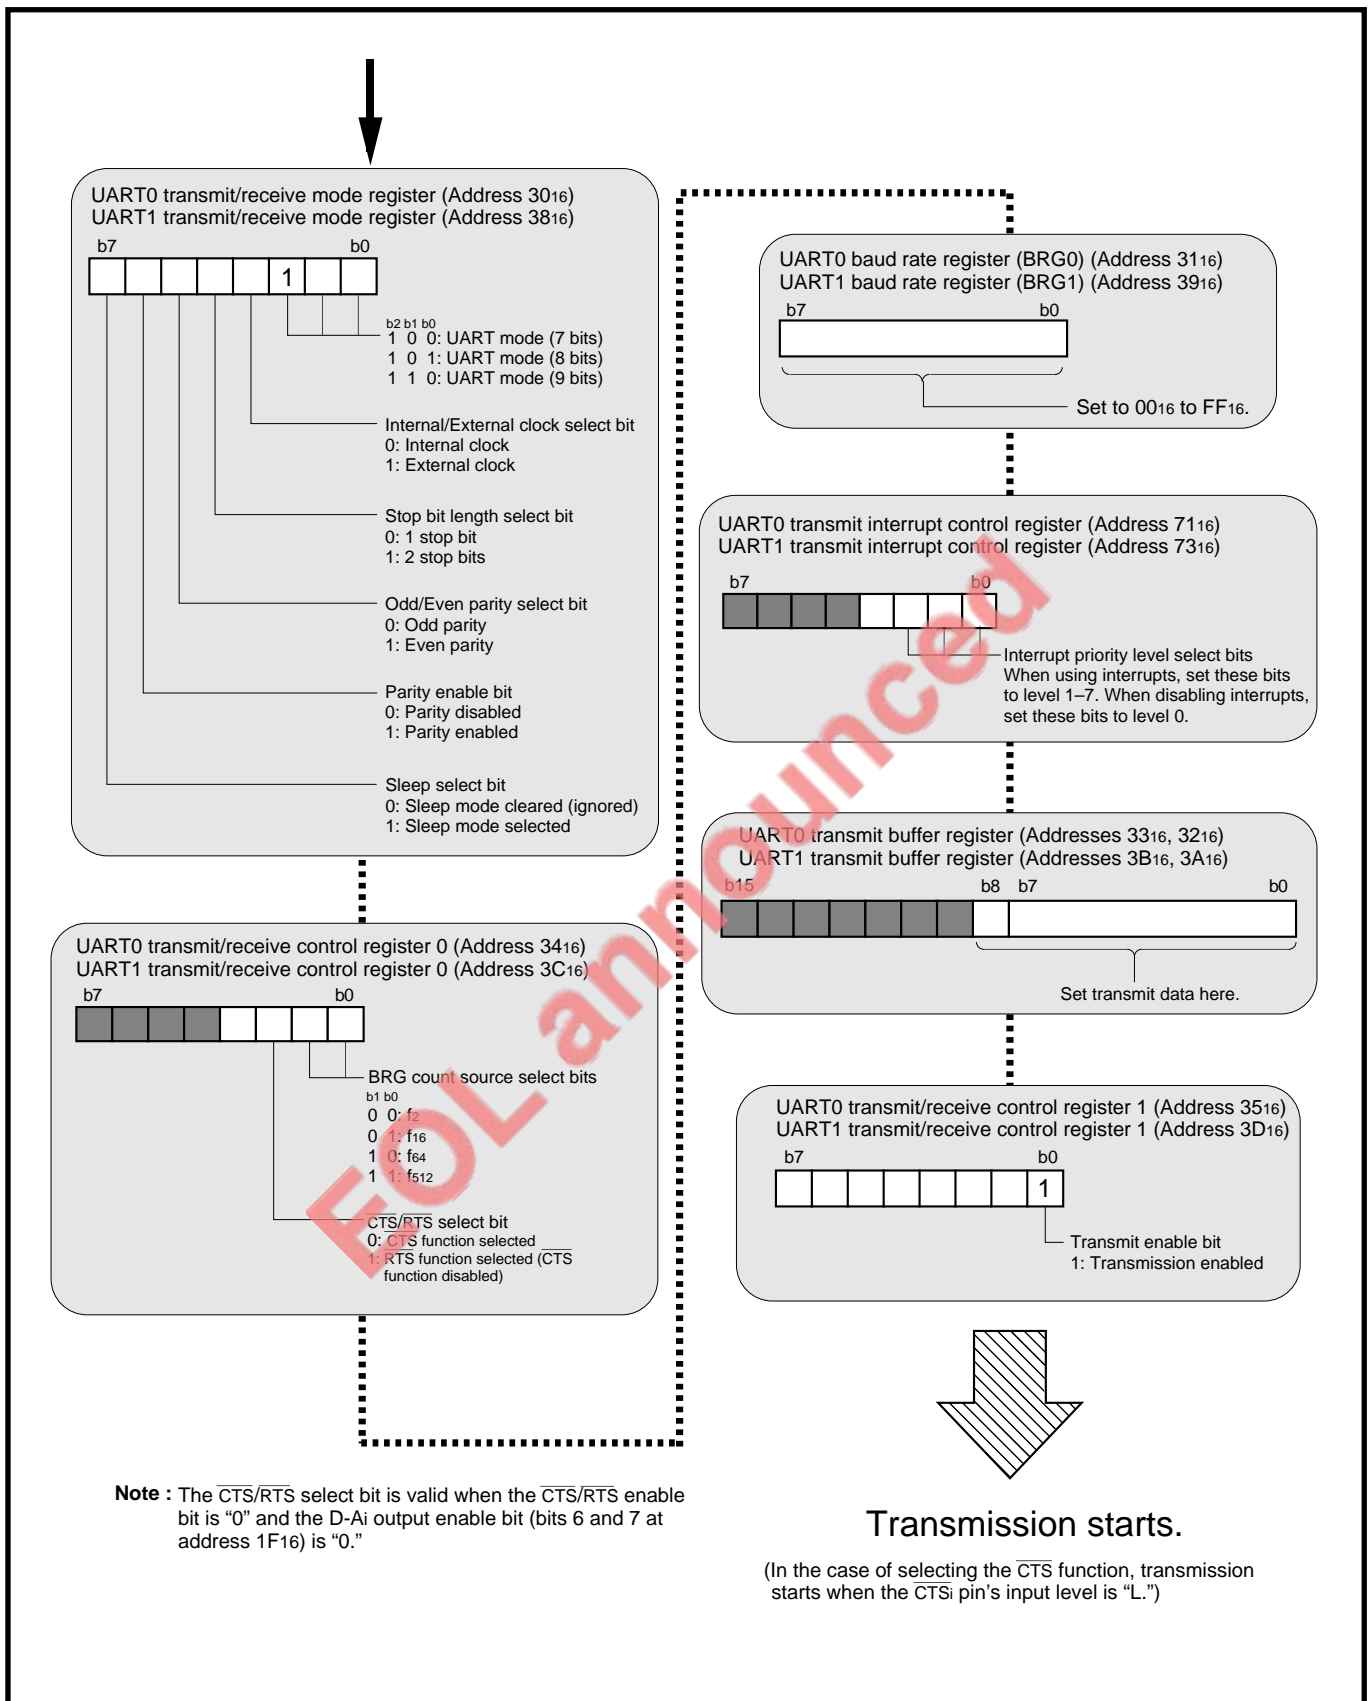 UART0 transmit/receive mode register (Address 3016)
UART1 transmit/receive mode register (Address 3816)
b7 b0
1
b2 b1 b0
1 0 0: UART mode (7 bits)
1 0 1: UART mode (8 bits)
1 1 0: UART mode (9 bits)
Internal/External clock select bit
0: Internal clock
1: External clock
Stop bit length select bit
0: 1 stop bit
1: 2 stop bits
Odd/Even parity select bit
0: Odd parity
1: Even parity
Parity enable bit
0: Parity disabled
1: Parity enabled
Sleep select bit
0: Sleep mode cleared (ignored)
1: Sleep mode selected
UART0 transmit/receive control register 0 (Address 3416)
UART1 transmit/receive control register 0 (Address 3C16)
b7 b0
BRG count source select bits
b1 b0
0 0: f2
0 1: f16
1 0: f64
1 1: f512
CTS/RTS select bit
0: CTS function selected
1: RTS function selected (CTS
function disabled)
Note : The CTS/RTS select bit is valid when the CTS/RTS enable
bit is “0” and the D-Ai output enable bit (bits 6 and 7 at
address 1F16) is “0.”
UART0 baud rate register (BRG0) (Address 3116)
UART1 baud rate register (BRG1) (Address 3916)
b7 b0
Set to 0016 to FF16.
UART0 transmit interrupt control register (Address 7116)
UART1 transmit interrupt control register (Address 7316)
b7 b0
Interrupt priority level select bits
When using interrupts, set these bits
to level 1–7. When disabling interrupts,
set these bits to level 0.
UART0 transmit buffer register (Addresses 3316, 3216)
UART1 transmit buffer register (Addresses 3B16, 3A16)
b15 b8 b7 b0
Set transmit data here.
UART0 transmit/receive control register 1 (Address 3516)
UART1 transmit/receive control register 1 (Address 3D16)
b7 b0
1
Transmit enable bit
1: Transmission enabled
Transmission starts.
(In the case of selecting the CTS function, transmission
starts when the CTSi pin’s input level is “L.”)
EOL announced